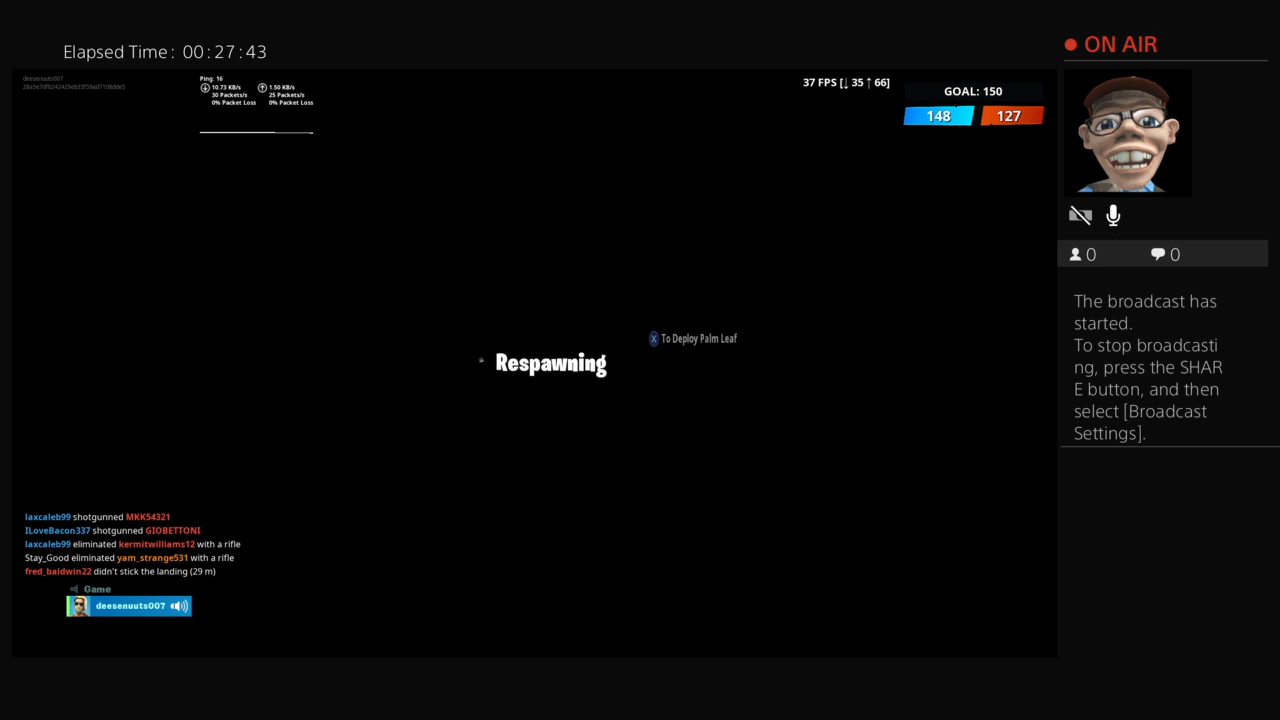 Elapsed Time: 00:27:43
ON AIR
deesenuuts007
Ping: 16
10.73 KB/s
1.50 KB/s
30 Packets/s
25 Packets/s
0% Packet Loss
0% Packet Loss
37 FPS [↓ 35 ↑ 66]
GOAL: 150
148
127
0
0
The broadcast has
started.
To stop broadcasti
ng, press the SHAR
E button, and then
select [Broadcast
Settings].
X To Deploy Palm Leaf
Respawning
laxcaleb99 shotgunned MKK54321
ILoveBacon337 shotgunned GIOBETTONI
laxcaleb99 eliminated kermitwilliams12 with a rifle
Stay_Good eliminated yam_strange531 with a rifle
fred_baldwin22 didn't stick the landing (29 m)
Game
deesenuuts007